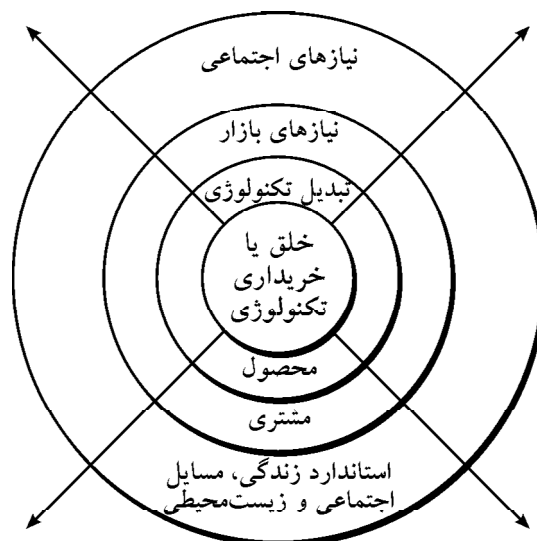 نیازهای اجتماعی
نیازهای بازار
تبدیل تکنولوژی
خلق یا
خریداری
تکنولوژی
محصول
مشتری
استاندارد زندگی، مسایل
اجتماعی و زیست‌محیطی